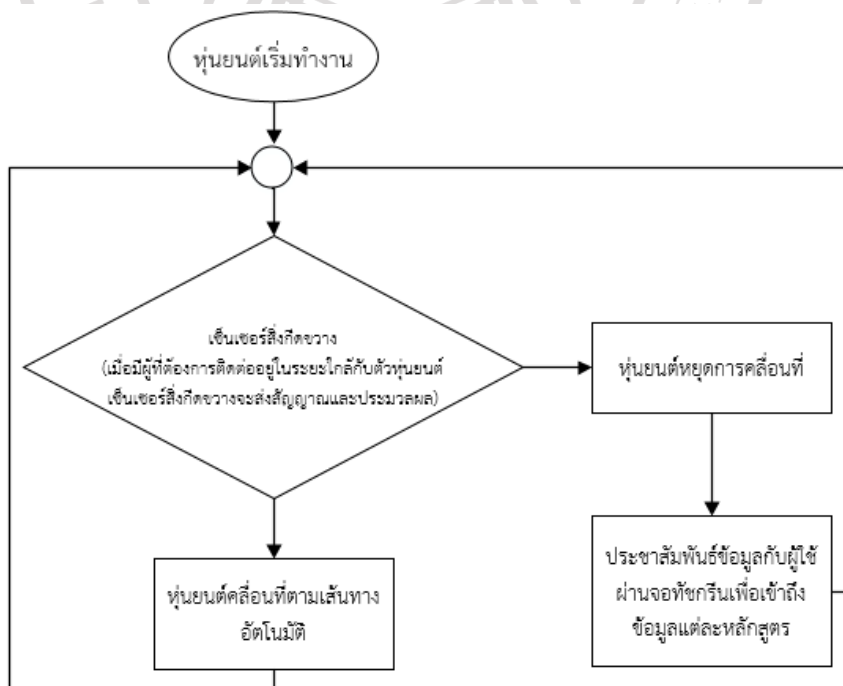 หุ่นยนต์เริ่มทำงาน
เซ็นเซอร์สิ่งกีดขวาง
(เมื่อมีผู้ที่ต้องการติดต่ออยู่ในระยะใกล้กับตัวหุ่นยนต์
เซ็นเซอร์สิ่งกีดขวางจะส่งสัญญาณและประมวลผล)
หุ่นยนต์หยุดการคลื่อนที่
ประชาสัมพันธ์ข้อมูลกับผู้ใช้
ผ่านจอทัชกรีนเพื่อเข้าถึง
ข้อมูลแต่ละหลักสูตร
หุ่นยนต์คลื่อนที่ตามเส้นทาง
อัตโนมัติ